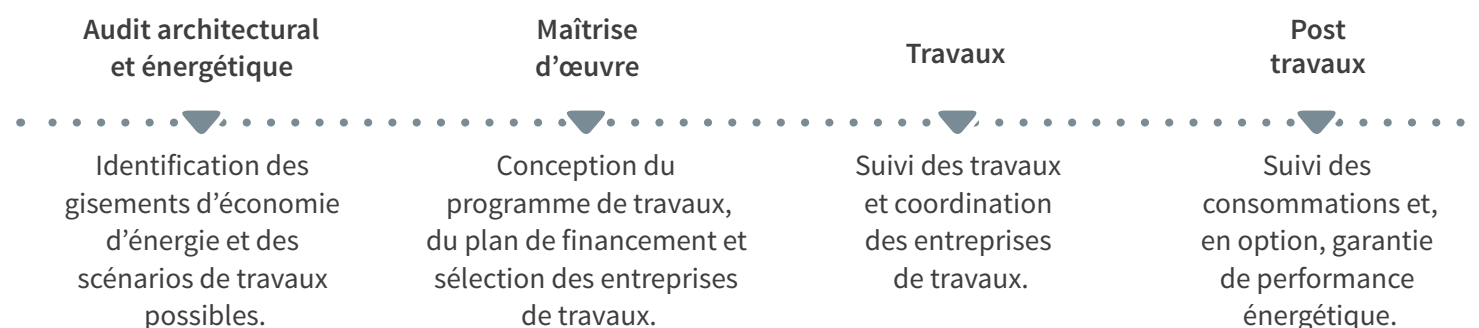 Audit architectural
et énergétique
Identification des
gisements d'économie
d'énergie et des
scénarios de travaux
possibles.
Maîtrise
d'œuvre
Conception du
programme de travaux,
du plan de financement et
sélection des entreprises
de travaux.
Travaux
Suivi des travaux
et coordination
des entreprises
de travaux.
Post
travaux
Suivi des
consommations et,
en option, garantie
de performance
énergétique.